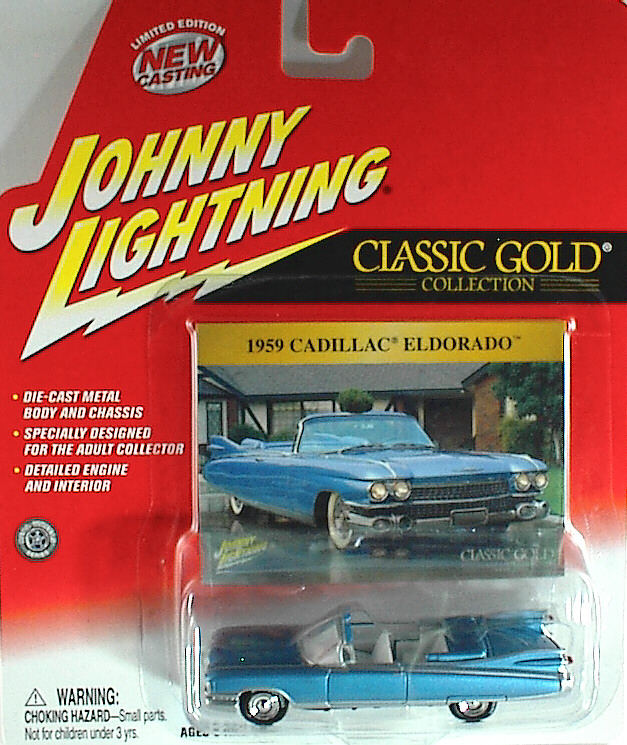 LIMITED EDITION
NEW
CASTING
JOHNNY
LIGHTNING®
CLASSIC GOLD®
COLLECTION
1959 CADILLAC® ELDORADO™
• DIE-CAST METAL
BODY AND CHASSIS
• SPECIALLY DESIGNED
FOR THE ADULT COLLECTOR
• DETAILED ENGINE
AND INTERIOR
JOHNNY
LIGHTNING
CLASSIC GOLD
WARNING:
CHOKING HAZARD—Small parts.
Not for children under 3 yrs.
AGES